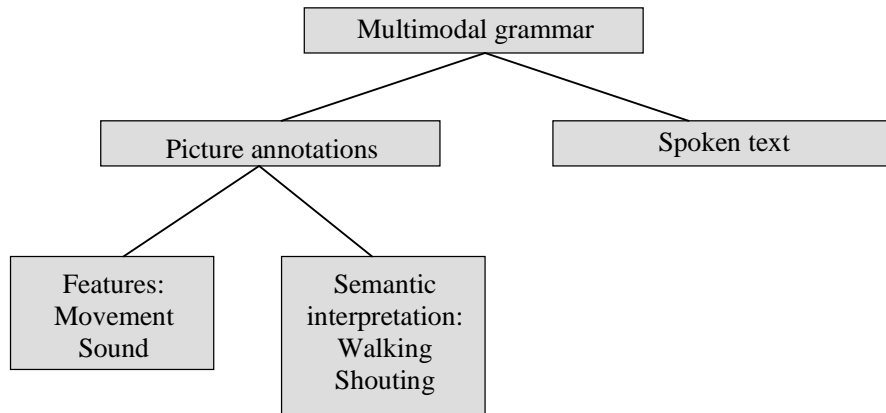 Multimodal grammar
Picture annotations
Spoken text
Features:
Movement
Sound
Semantic
interpretation:
Walking
Shouting